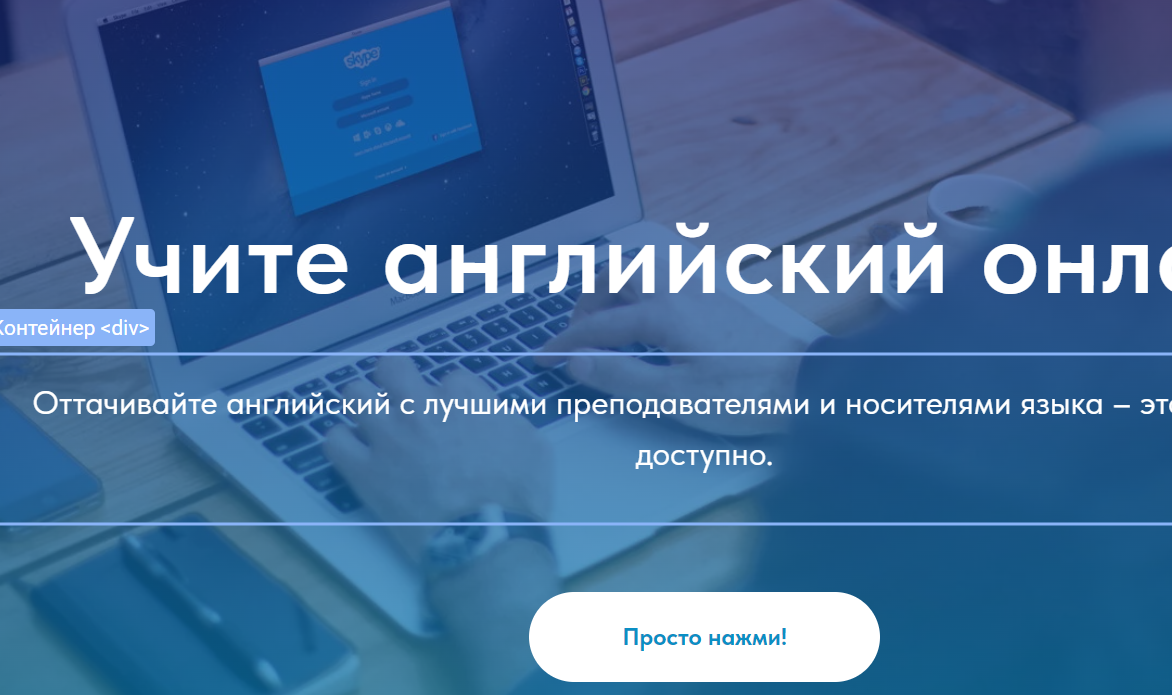 skype
Учите английский онл
Контейнер <div>
Оттачивайте английский с лучшими преподавателями и носителями языка – эт
доступно.
Просто нажми!